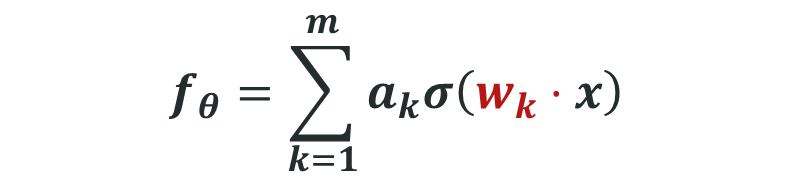 f_θ = ∑_{k=1}^{m} a_k σ(w_k · x)